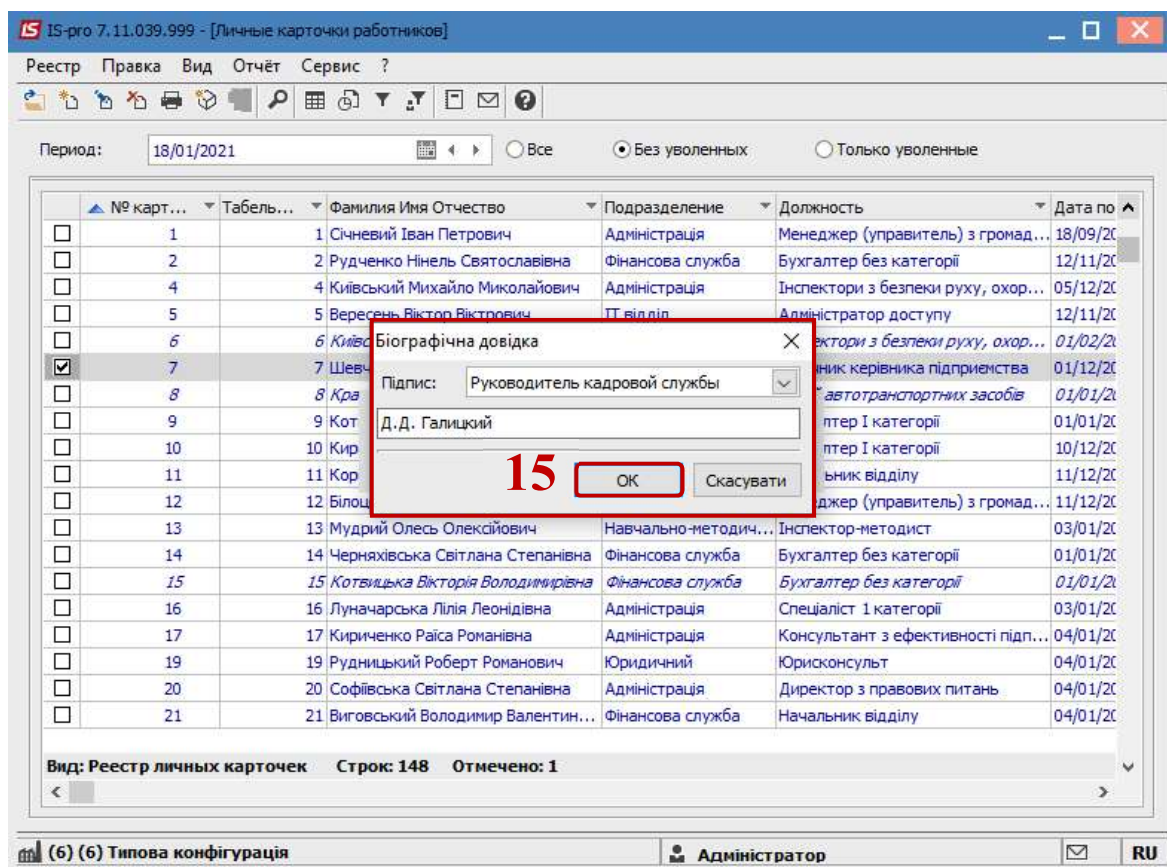 IS-pro 7.11.039.999 - [Личные карточки работников]
Реестр Правка Вид Отчёт Сервис ?
Период: 18/01/2021 Все Без уволенных Только уволенные
№ карт... Табель... Фамилия Имя Отчество Подразделение Должность Дата по
1 1 Січневий Іван Петрович Адміністрація Менеджер (управитель) з громад... 18/09/20
2 2 Рудченко Нінель Святославівна Фінансова служба Бухгалтер без категорії 12/11/20
4 4 Київський Михайло Миколайович Адміністрація Інспектори з безпеки руху, охор... 05/12/20
5 5 Вересень Віктор Вікторович ІТ відділ Адміністратор доступу 12/11/20
6 6 Київс ектори з безпеки руху, охор... 01/02/20
7 7 Шевч ник керівника підприємства 01/12/20
8 8 Кра автотранспортних засобів 01/01/20
9 9 Кот лтер І категорії 01/01/20
10 10 Кир лтер І категорії 10/12/20
11 11 Кор ьник відділу 11/12/20
12 12 Білоц еджер (управитель) з громад... 11/12/20
13 13 Мудрий Олесь Олексійович Навчально-методич... Інспектор-методист 03/01/20
14 14 Черняхівська Світлана Степанівна Фінансова служба Бухгалтер без категорії 01/01/20
15 15 Котвицька Вікторія Володимирівна Фінансова служба Бухгалтер без категорії 01/01/20
16 16 Луначарська Лілія Леонідівна Адміністрація Спеціаліст 1 категорії 03/01/20
17 17 Кириченко Раїса Романівна Адміністрація Консультант з ефективності підп... 04/01/20
19 19 Рудницький Роберт Романович Юридичний Юрисконсульт 04/01/20
20 20 Софіївська Світлана Степанівна Адміністрація Директор з правових питань 04/01/20
21 21 Виговський Володимир Валентин... Фінансова служба Начальник відділу 04/01/20
Біографічна довідка
Підпис: Руководитель кадровой службы
Д.Д. Галицкий
15 ОК Скасувати
Вид: Реестр личных карточек Строк: 148 Отмечено: 1
(6) (6) Типова конфігурація Адміністратор RU